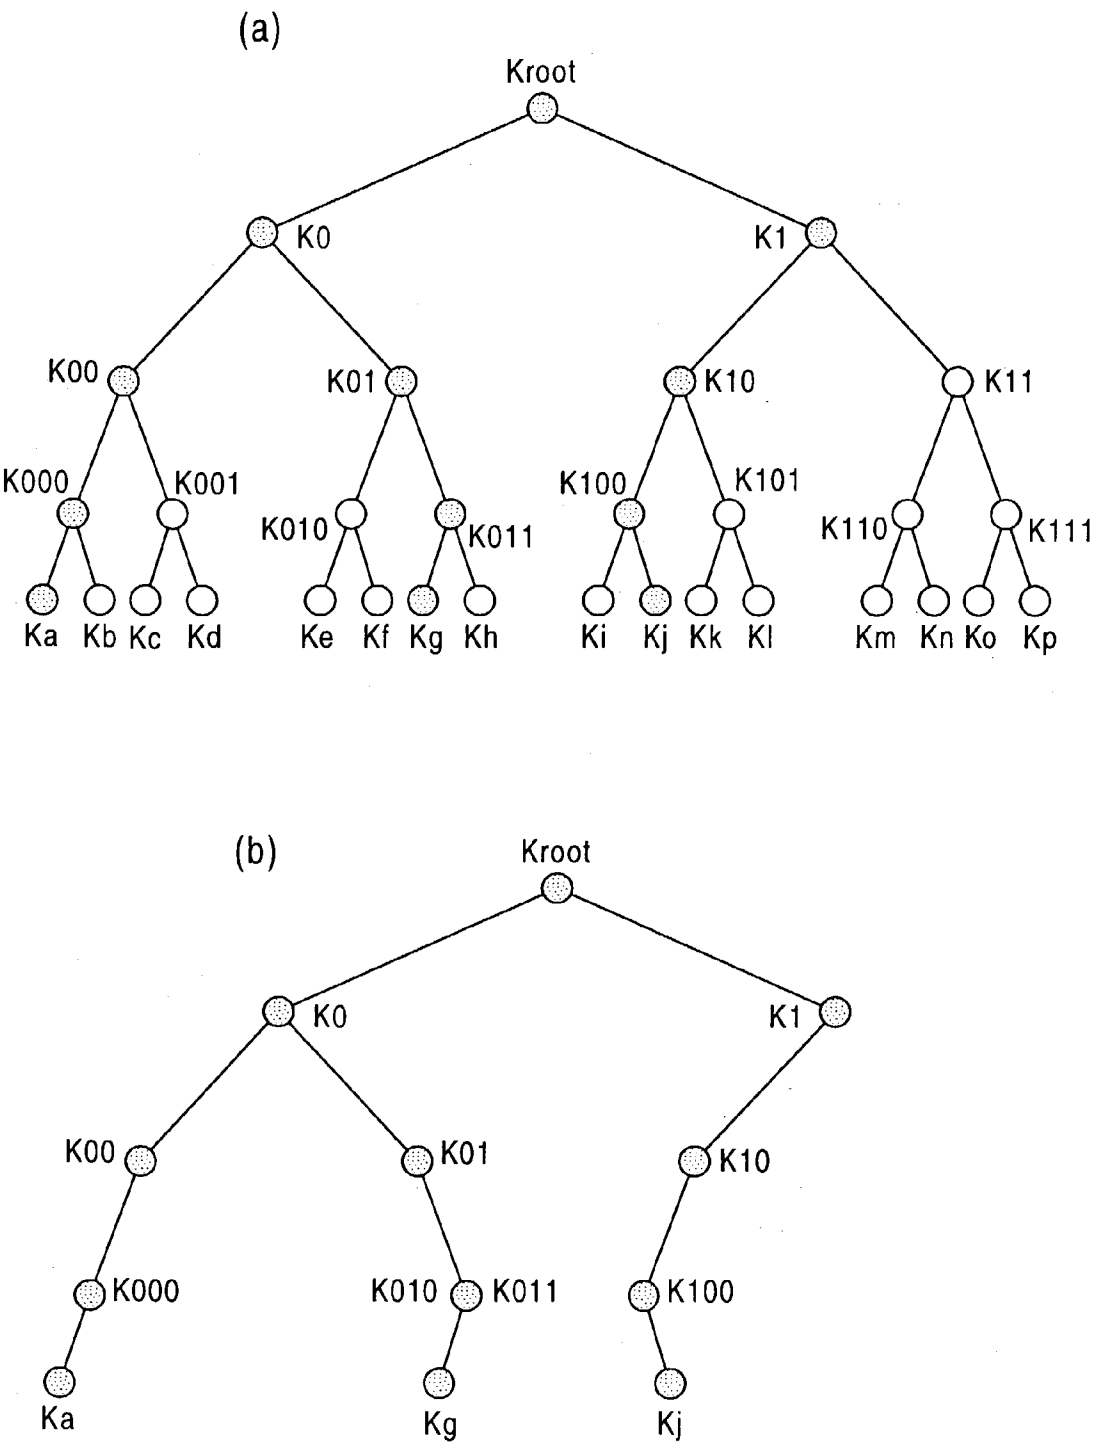 (a)
Kroot
K0 K1
K00 K01 K10 K11
K000 K001 K010 K011 K100 K101 K110 K111
Ka Kb Kc Kd Ke Kf Kg Kh Ki Kj Kk Kl Km Kn Ko Kp
(b)
Kroot
K0 K1
K00 K01 K10
K000 K010 K011 K100
Ka Kg Kj